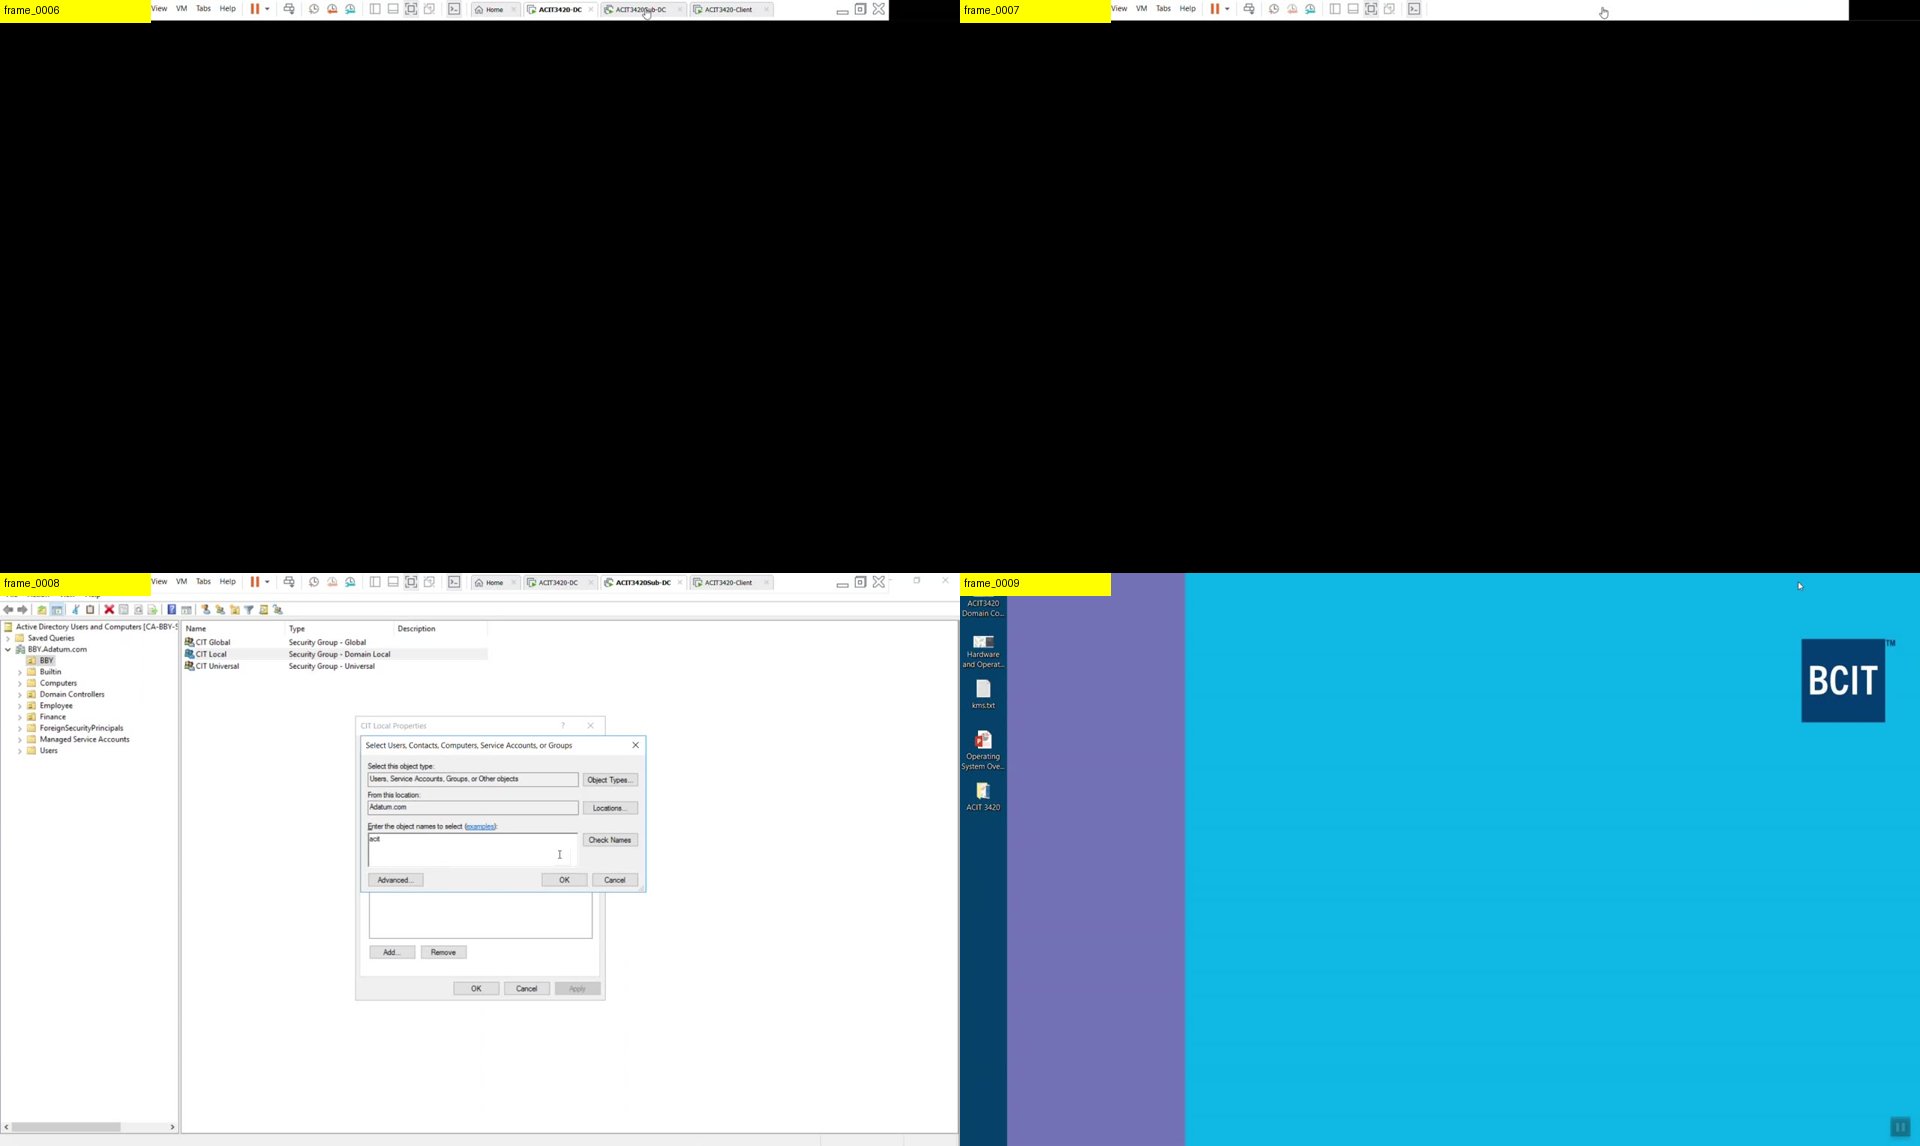 frame_0006
View VM Tabs Help
Home ACIT3420-DC ACIT3420Sub-DC ACIT3420-Client
frame_0007
View VM Tabs Help
frame_0008
View VM Tabs Help
Home ACIT3420-DC ACIT3420Sub-DC ACIT3420-Client
Active Directory Users and Computers [CA-BBY-S
Saved Queries
BBY.Adatum.com
BBY
Builtin
Computers
Domain Controllers
Employee
Finance
ForeignSecurityPrincipals
Managed Service Accounts
Users
Name Type Description
CIT Global Security Group - Global
CIT Local Security Group - Domain Local
CIT Universal Security Group - Universal
CIT Local Properties ?
Select Users, Contacts, Computers, Service Accounts, or Groups
Select this object type:
Users, Service Accounts, Groups, or Other objects Object Types...
From this location:
Adatum.com Locations...
Enter the object names to select (examples):
acit Check Names
Advanced... OK Cancel
Add... Remove
OK Cancel Apply
frame_0009
ACIT3420
Domain Co...
Hardware
and Operat...
kms.txt
Operating
System Ove...
ACIT 3420
BCIT™